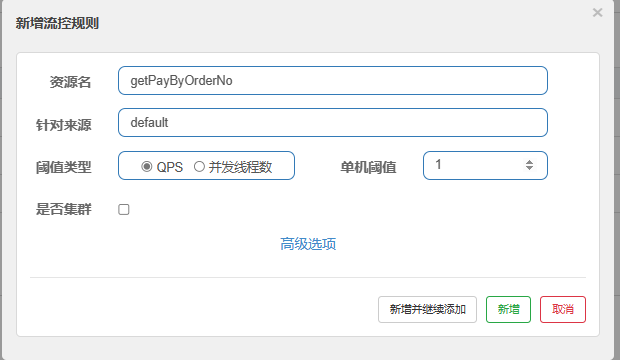 新增流控规则
×
资源名 getPayByOrderNo
针对来源 default
阈值类型 QPS 并发线程数 单机阈值 1
是否集群
高级选项
新增并继续添加 新增 取消